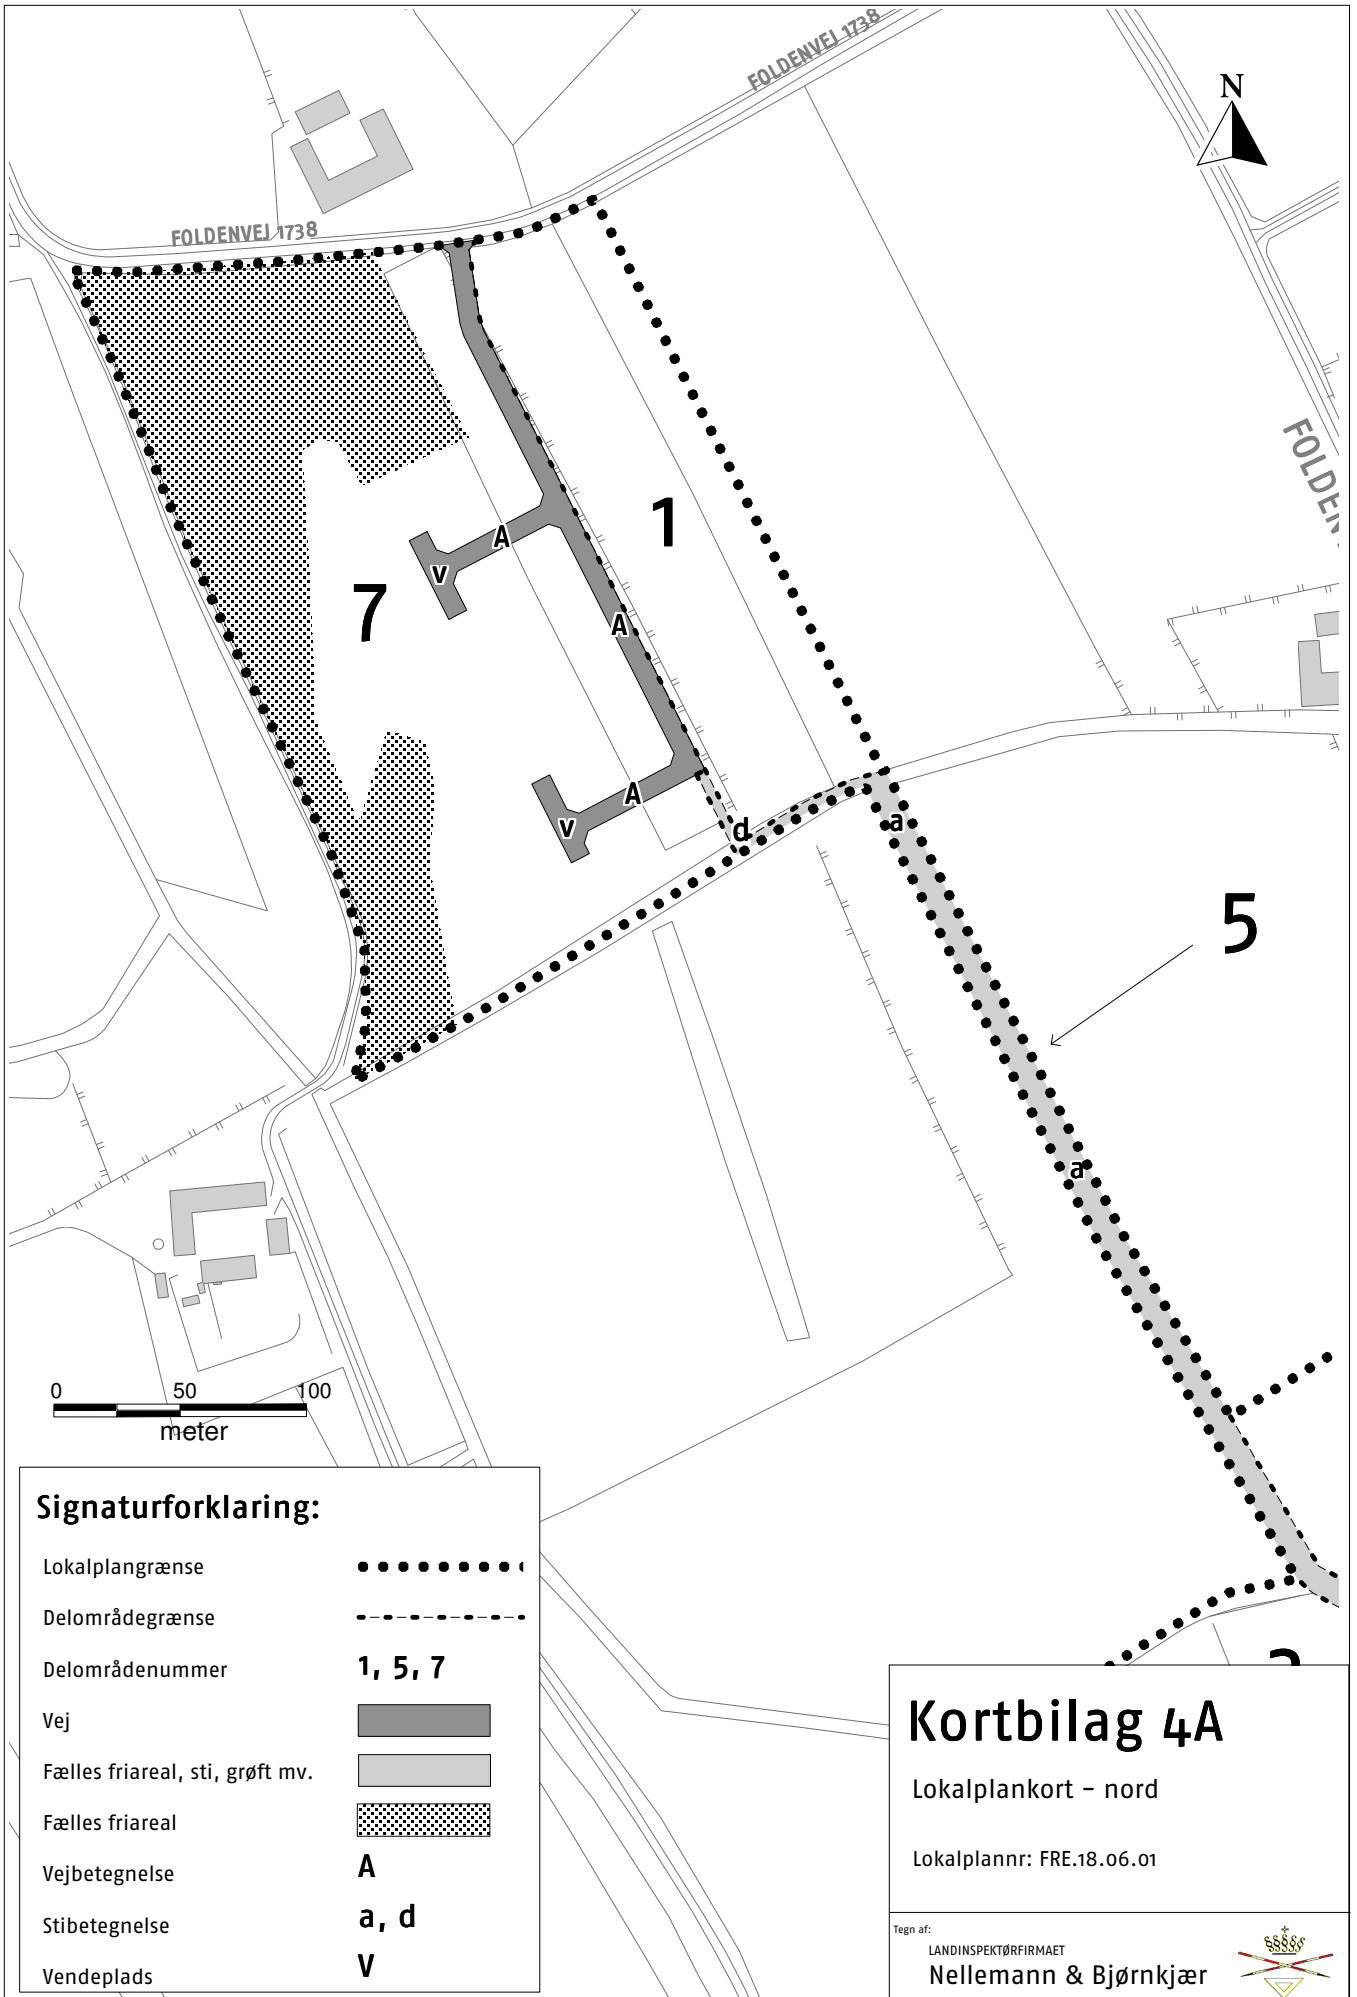 FOLDENVEJ 1738
N
FOLDENVEJ 1738
1
A
V
7
A
A
V
d
a
5
a
0 50 100
meter
Signaturforklaring:
Lokalplangrænse
Delområdegrænse
Delområdenummer 1, 5, 7
Vej
Fælles friareal, sti, grøft mv.
Fælles friareal
Vejbetegnelse A
Stibetegnelse a, d
Vendeplads V
Kortbilag 4A
Lokalplankort - nord
Lokalplannr: FRE.18.06.01
Tegn af:
LANDINSPEKTØRFIRMAET
Nellemann & Bjørnkjær